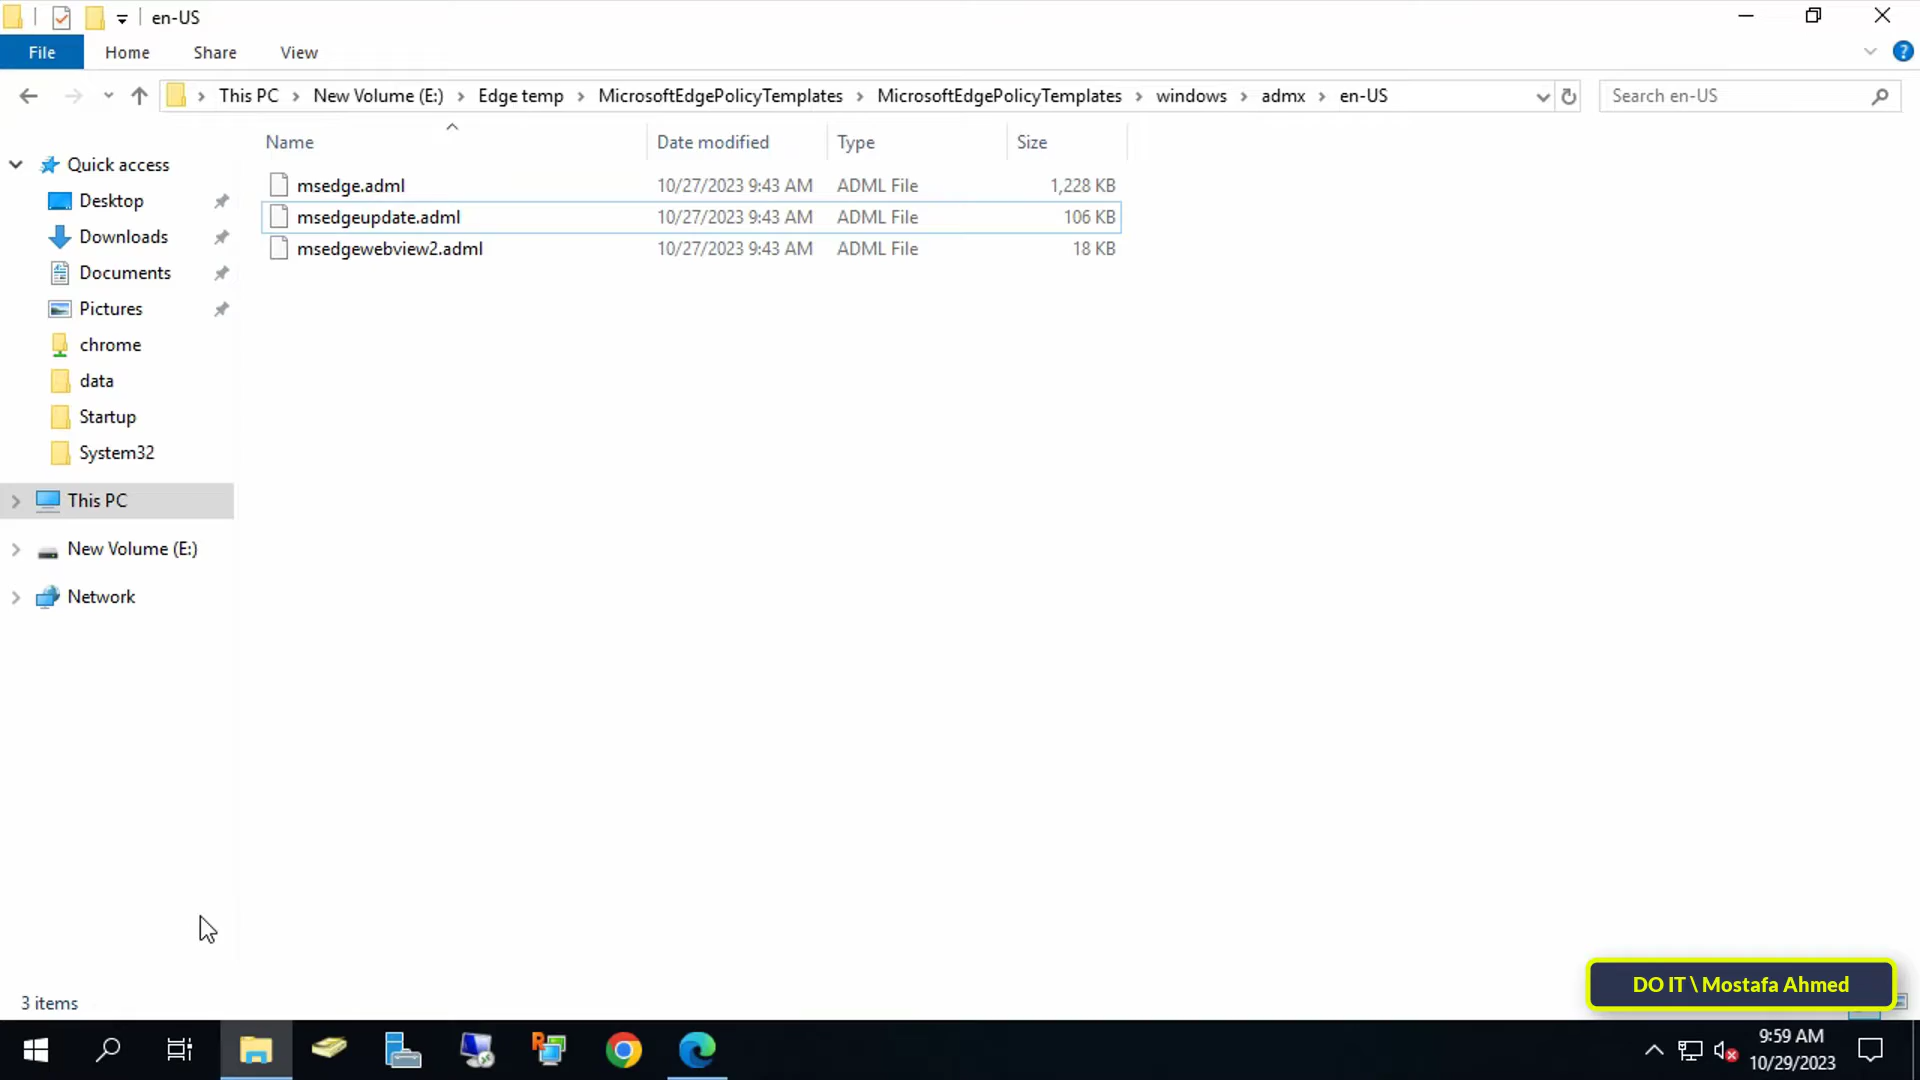 en-US
File Home Share View
This PC New Volume (E:) Edge temp MicrosoftEdgePolicyTemplates MicrosoftEdgePolicyTemplates windows admx en-US Search en-US
Name Date modified Type Size
Quick access
Desktop
Downloads
Documents
Pictures
chrome
data
Startup
System32
This PC
New Volume (E:)
Network
msedge.adml 10/27/2023 9:43 AM ADML File 1,228 KB
msedgeupdate.adml 10/27/2023 9:43 AM ADML File 106 KB
msedgewebview2.adml 10/27/2023 9:43 AM ADML File 18 KB
3 items
DO IT \ Mostafa Ahmed
9:59 AM
10/29/2023